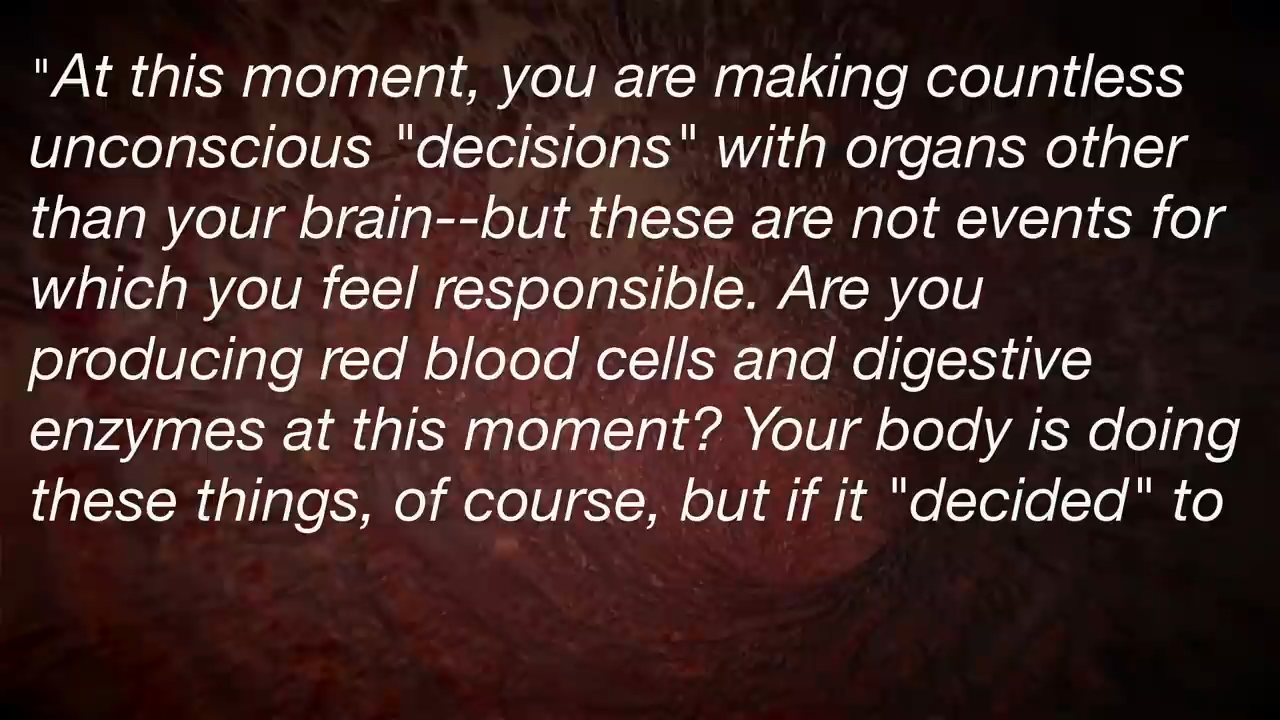 "At this moment, you are making countless
unconscious "decisions" with organs other
than your brain--but these are not events for
which you feel responsible. Are you
producing red blood cells and digestive
enzymes at this moment? Your body is doing
these things, of course, but if it "decided" to